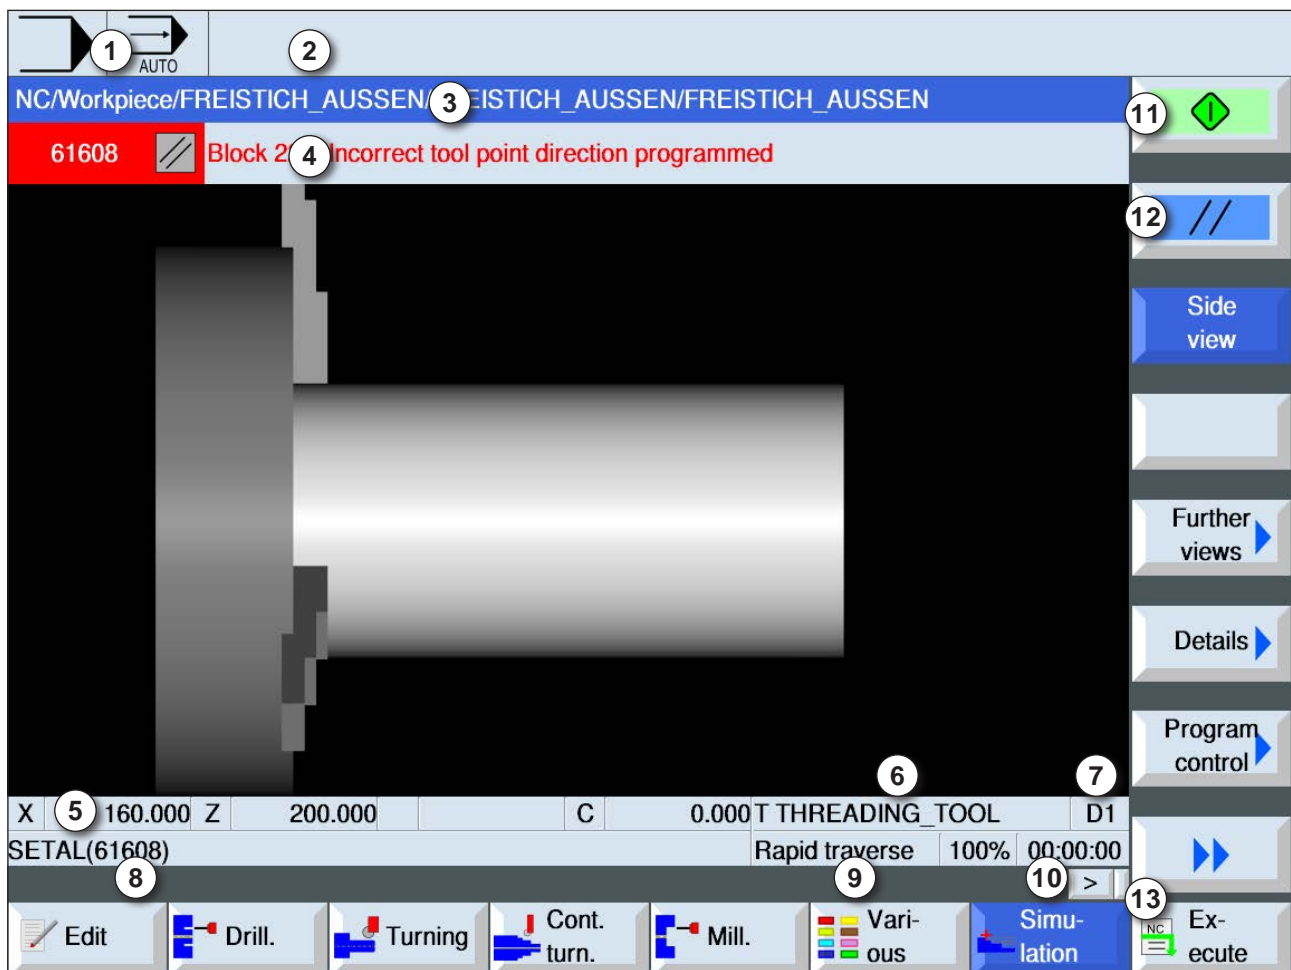 1
2
AUTO
NC/Workpiece/FREISTICH_AUSSEN/ 3 EISTICH_AUSSEN/FREISTICH_AUSSEN
11
61608
Block 2 4 Incorrect tool point direction programmed
12
Side
view
Further
views
Details
Program
control
6
7
X 5 160.000 Z 200.000 C 0.000 T THREADING_TOOL D1
SETAL(61608) Rapid traverse 100% 00:00:00
8
9
10
>
13
Edit
Drill.
Turning
Cont.
turn.
Mill.
Vari-
ous
Simu-
lation
NC
Ex-
ecute